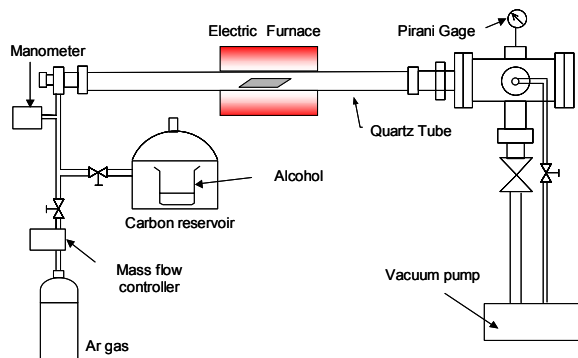 Electric Furnace
Pirani Gage
Manometer
Quartz Tube
Alcohol
Carbon reservoir
Mass flow
controller
Vacuum pump
Ar gas